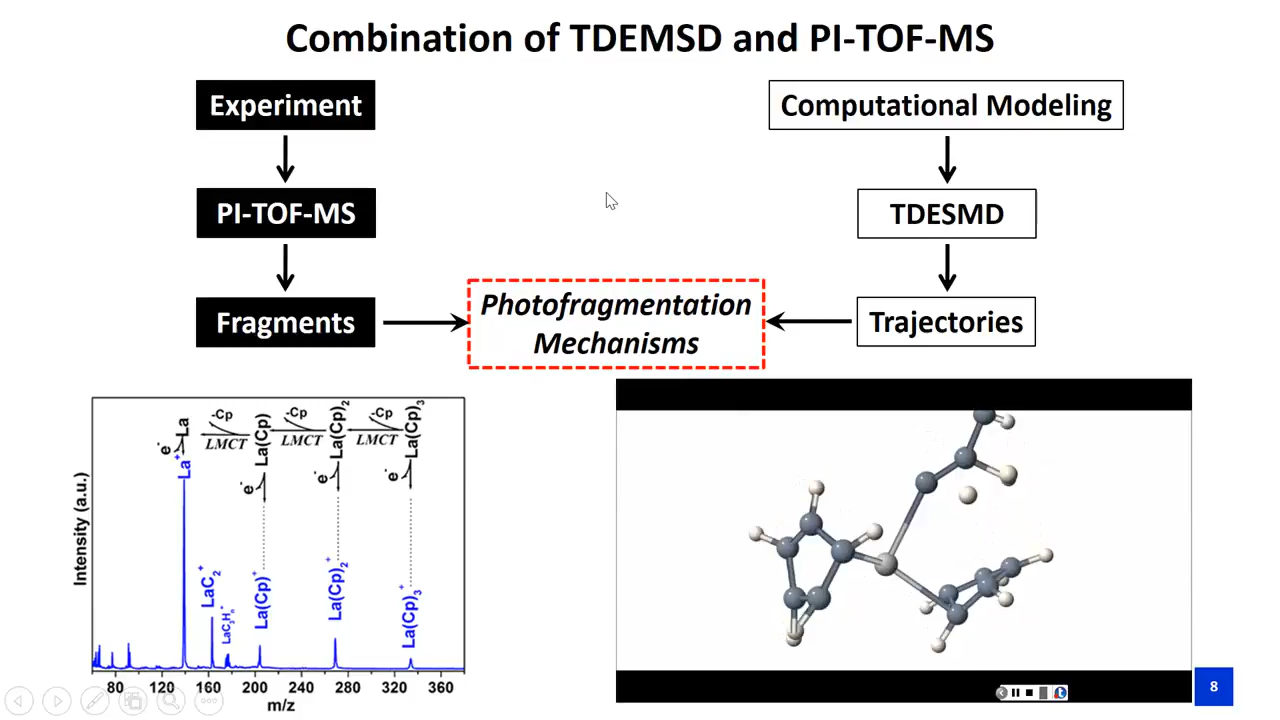 Combination of TDEMSD and PI-TOF-MS
Experiment
Computational Modeling
PI-TOF-MS
TDESMD
Fragments
Photofragmentation
Mechanisms
Trajectories
La
-Cp
LMCT
La(Cp)
-Cp
LMCT
La(Cp)₂
-Cp
LMCT
La(Cp)₃
e⁻
e⁻
e⁻
e⁻
La⁺
LaC₂⁺
La(Cp)⁺
La(Cp)₂⁺
La(Cp)₃⁺
Intensity (a.u.)
80 120 160 200 240 280 320 360
m/z
8